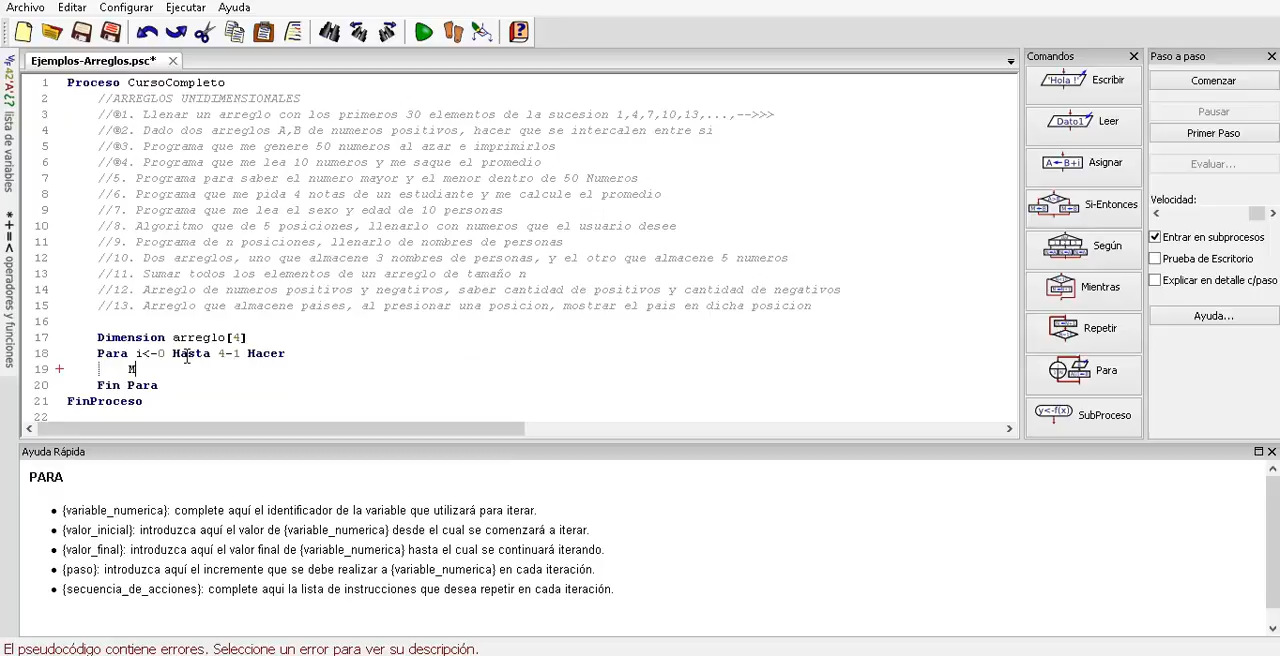 Archivo Editar Configurar Ejecutar Ayuda
Ejemplos-Arreglos.psc*
lista de variables
*+=< operadores y funciones
1 Proceso CursoCompleto
2 //ARREGLOS UNIDIMENSIONALES
3 //®1. Llenar un arreglo con los primeros 30 elementos de la sucesion 1,4,7,10,13,...,-->>>
4 //®2. Dado dos arreglos A,B de numeros positivos, hacer que se intercalen entre si
5 //®3. Programa que me genere 50 numeros al azar e imprimirlos
6 //®4. Programa que me lea 10 numeros y me saque el promedio
7 //5. Programa para saber el numero mayor y el menor dentro de 50 Numeros
8 //6. Programa que me pida 4 notas de un estudiante y me calcule el promedio
9 //7. Programa que me lea el sexo y edad de 10 personas
10 //8. Algoritmo que de 5 posiciones, llenarlo con numeros que el usuario desee
11 //9. Programa de n posiciones, llenarlo de nombres de personas
12 //10. Dos arreglos, uno que almacene 5 nombres de personas, y el otro que almacene 5 numeros
13 //11. Sumar todos los elementos de un arreglo de tamaño n
14 //12. Arreglo de numeros positivos y negativos, saber cantidad de positivos y cantidad de negativos
15 //13. Arreglo que almacene paises, al presionar una posicion, mostrar el pais en dicha posicion
16
17 Dimension arreglo[4]
18 Para i<-0 Hasta 4-1 Hacer
19 M
20 Fin Para
21 FinProceso
22
Comandos
'Hola !' Escribir
Dato1 Leer
A←B+i Asignar
Si-Entonces
Según
Mientras
Repetir
Para
y<-f(x) SubProceso
Paso a paso
Comenzar
Pausar
Primer Paso
Evaluar...
Velocidad:
Entrar en subprocesos
Prueba de Escritorio
Explicar en detalle c/paso
Ayuda...
Ayuda Rápida
PARA
• {variable_numerica}: complete aquí el identificador de la variable que utilizará para iterar.
• {valor_inicial}: introduzca aquí el valor de {variable_numerica} desde el cual se comenzará a iterar.
• {valor_final}: introduzca aquí el valor final de {variable_numerica} hasta el cual se continuará iterando.
• {paso}: introduzca aquí el incremente que se debe realizar a {variable_numerica} en cada iteración.
• {secuencia_de_acciones}: complete aqui la lista de instrucciones que desea repetir en cada iteración.
El pseudocódigo contiene errores. Seleccione un error para ver su descripción.